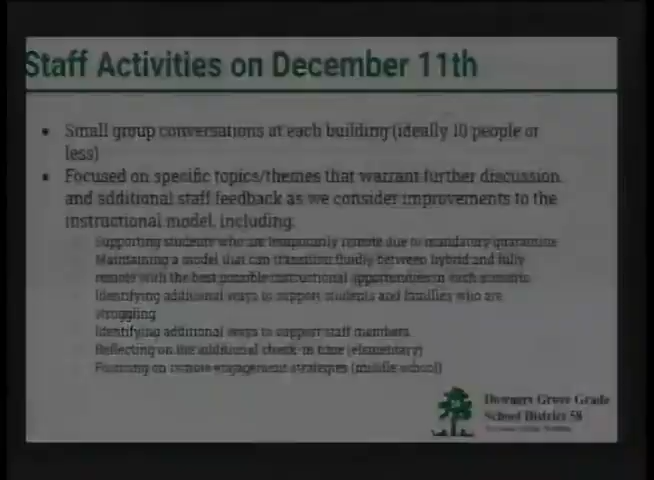 Staff Activities on December 11th
Small group conversations at each building (ideally 10 people or
less)
Focused on specific topics/themes that warrant further discussion
and additional staff feedback as we consider improvements to the
instructional model, including:
Supporting students who are temporarily remote due to mandatory quarantine
Maintaining a model that can transition fluidly between hybrid and fully
remote with the best possible instructional opportunities in each scenario
Identifying additional ways to support students and families who are
struggling
Identifying additional ways to support staff members
Reflecting on the additional check-in time (elementary)
Focusing on remote engagement strategies (middle school)
Downers Grove Grade
School District 58